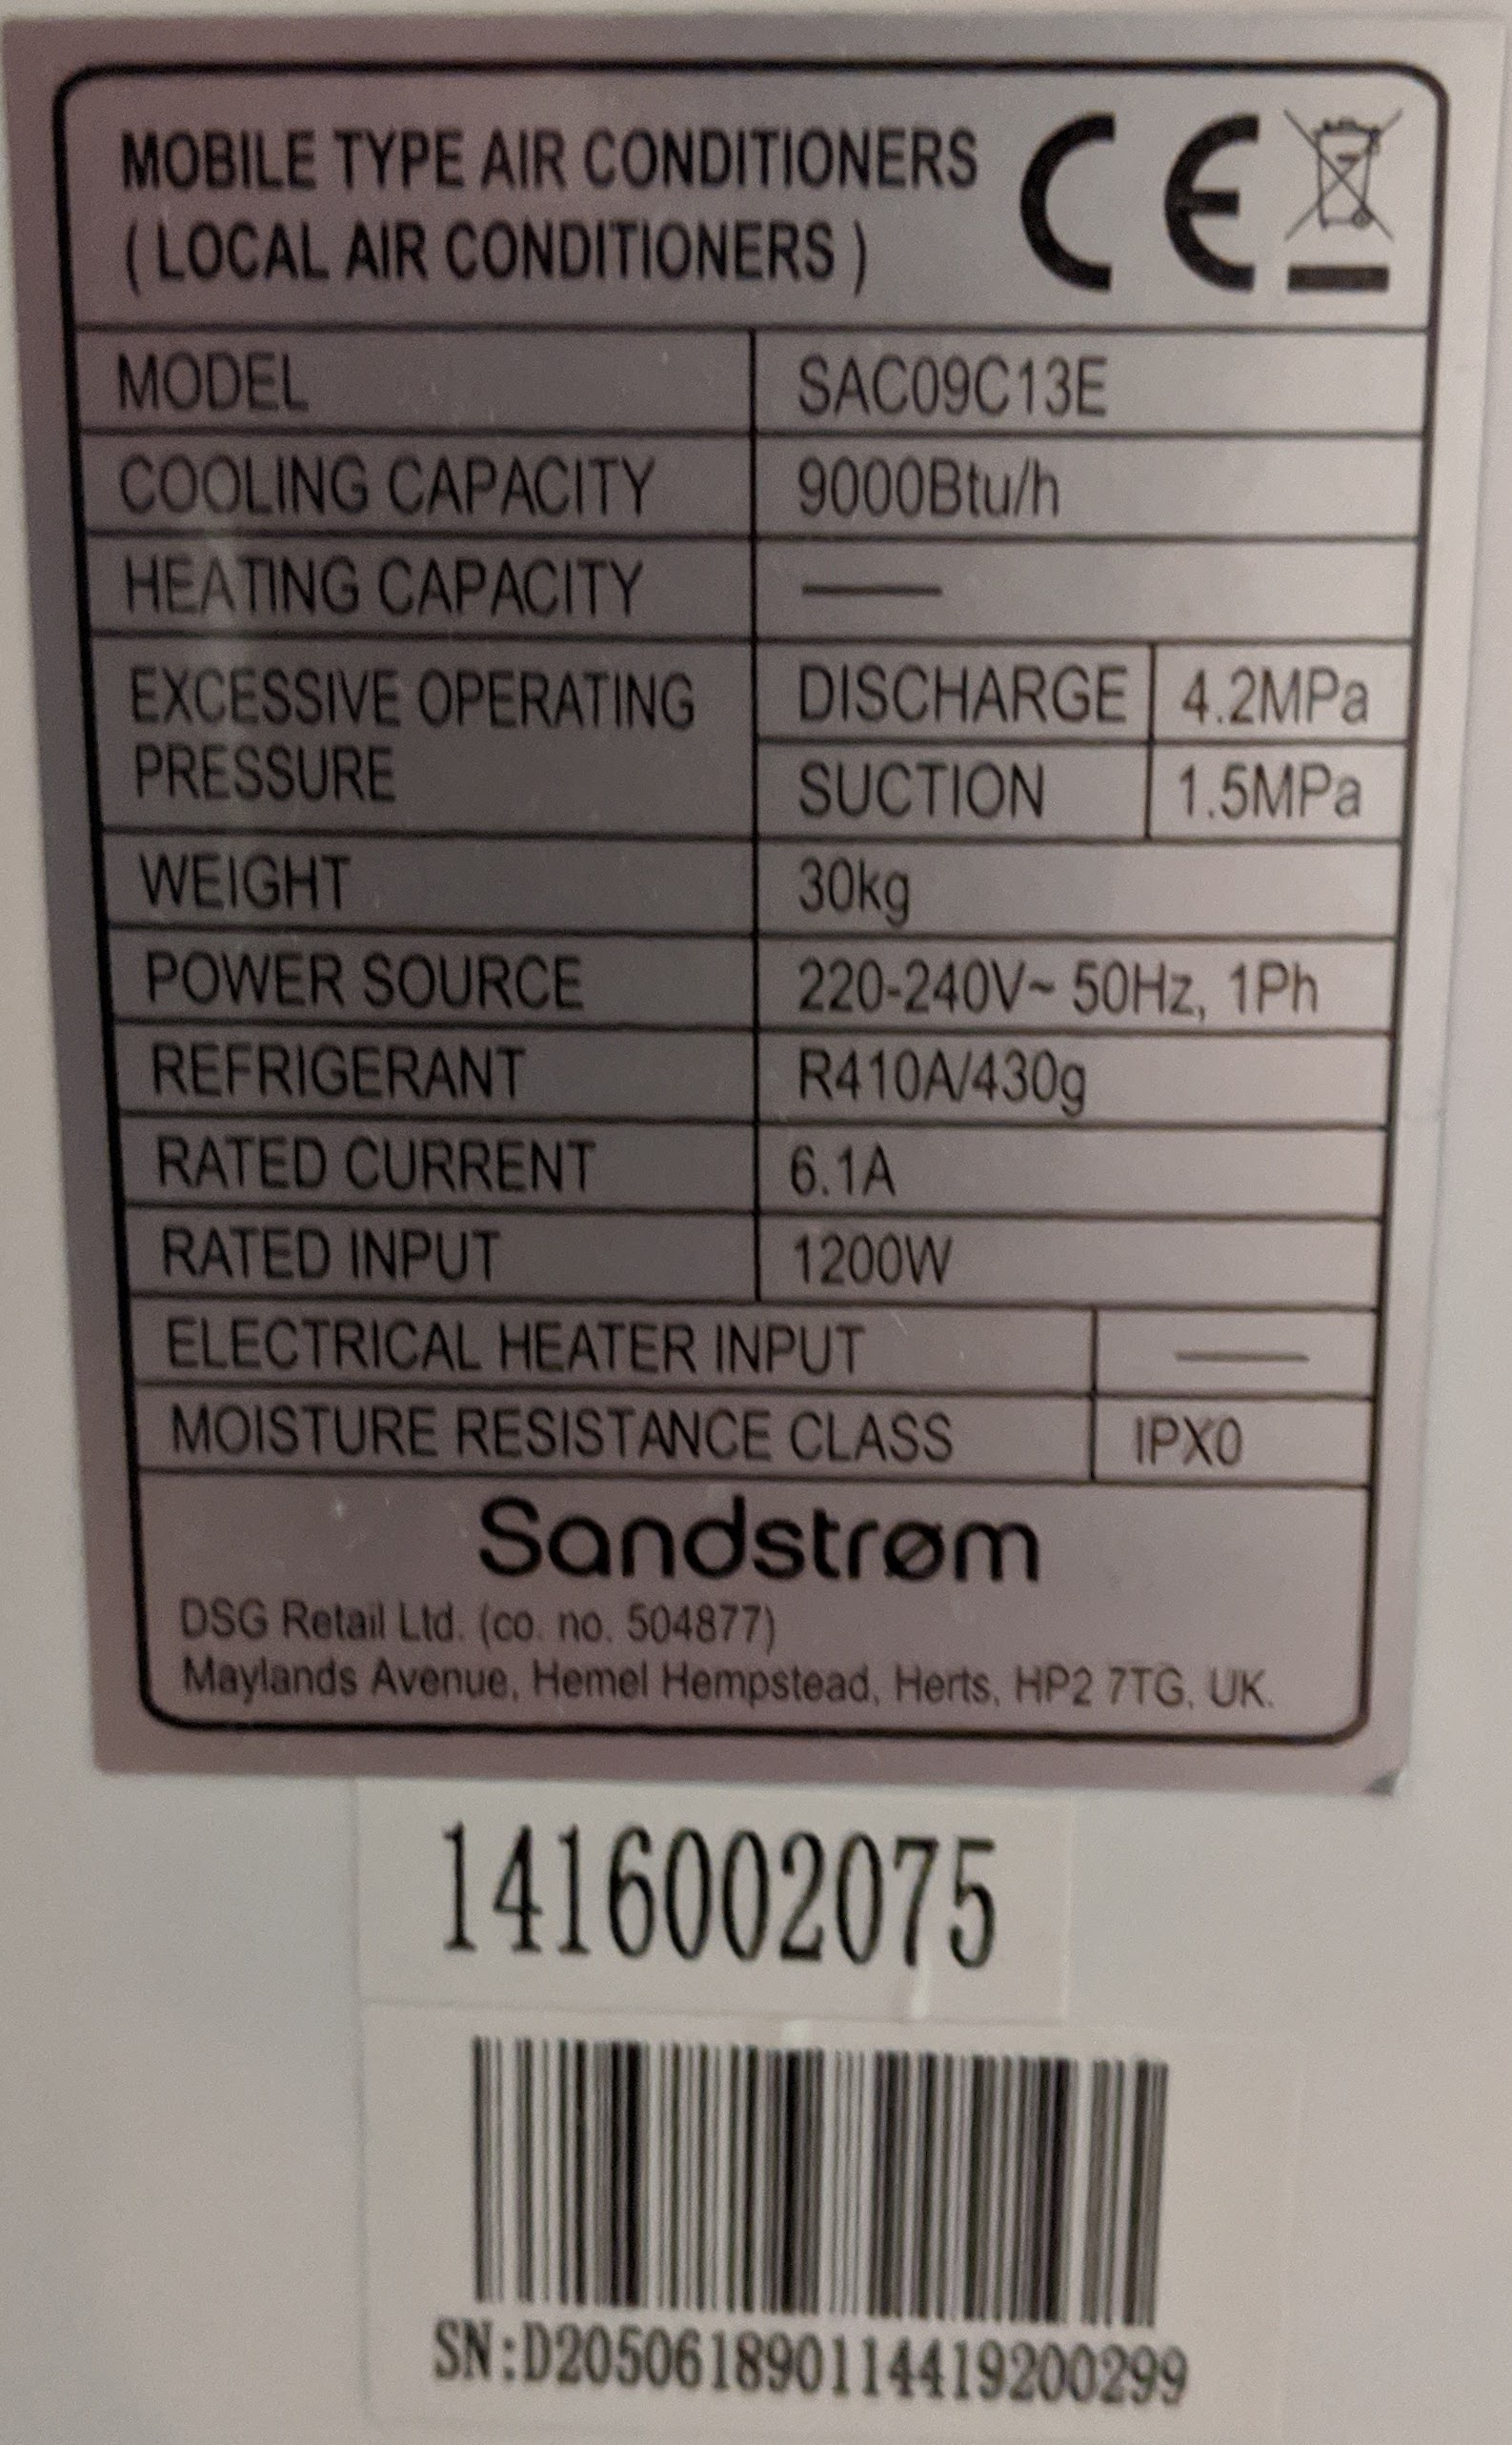 MOBILE TYPE AIR CONDITIONERS
( LOCAL AIR CONDITIONERS )
CE
MODEL SAC09C13E
COOLING CAPACITY 9000Btu/h
HEATING CAPACITY ——
EXCESSIVE OPERATING PRESSURE DISCHARGE 4.2MPa
SUCTION 1.5MPa
WEIGHT 30kg
POWER SOURCE 220-240V~ 50Hz, 1Ph
REFRIGERANT R410A/430g
RATED CURRENT 6.1A
RATED INPUT 1200W
ELECTRICAL HEATER INPUT ——
MOISTURE RESISTANCE CLASS IPX0
Sandstrøm
DSG Retail Ltd. (co. no. 504877)
Maylands Avenue, Hemel Hempstead, Herts, HP2 7TG, UK.
1416002075
SN:D205061890114419200299